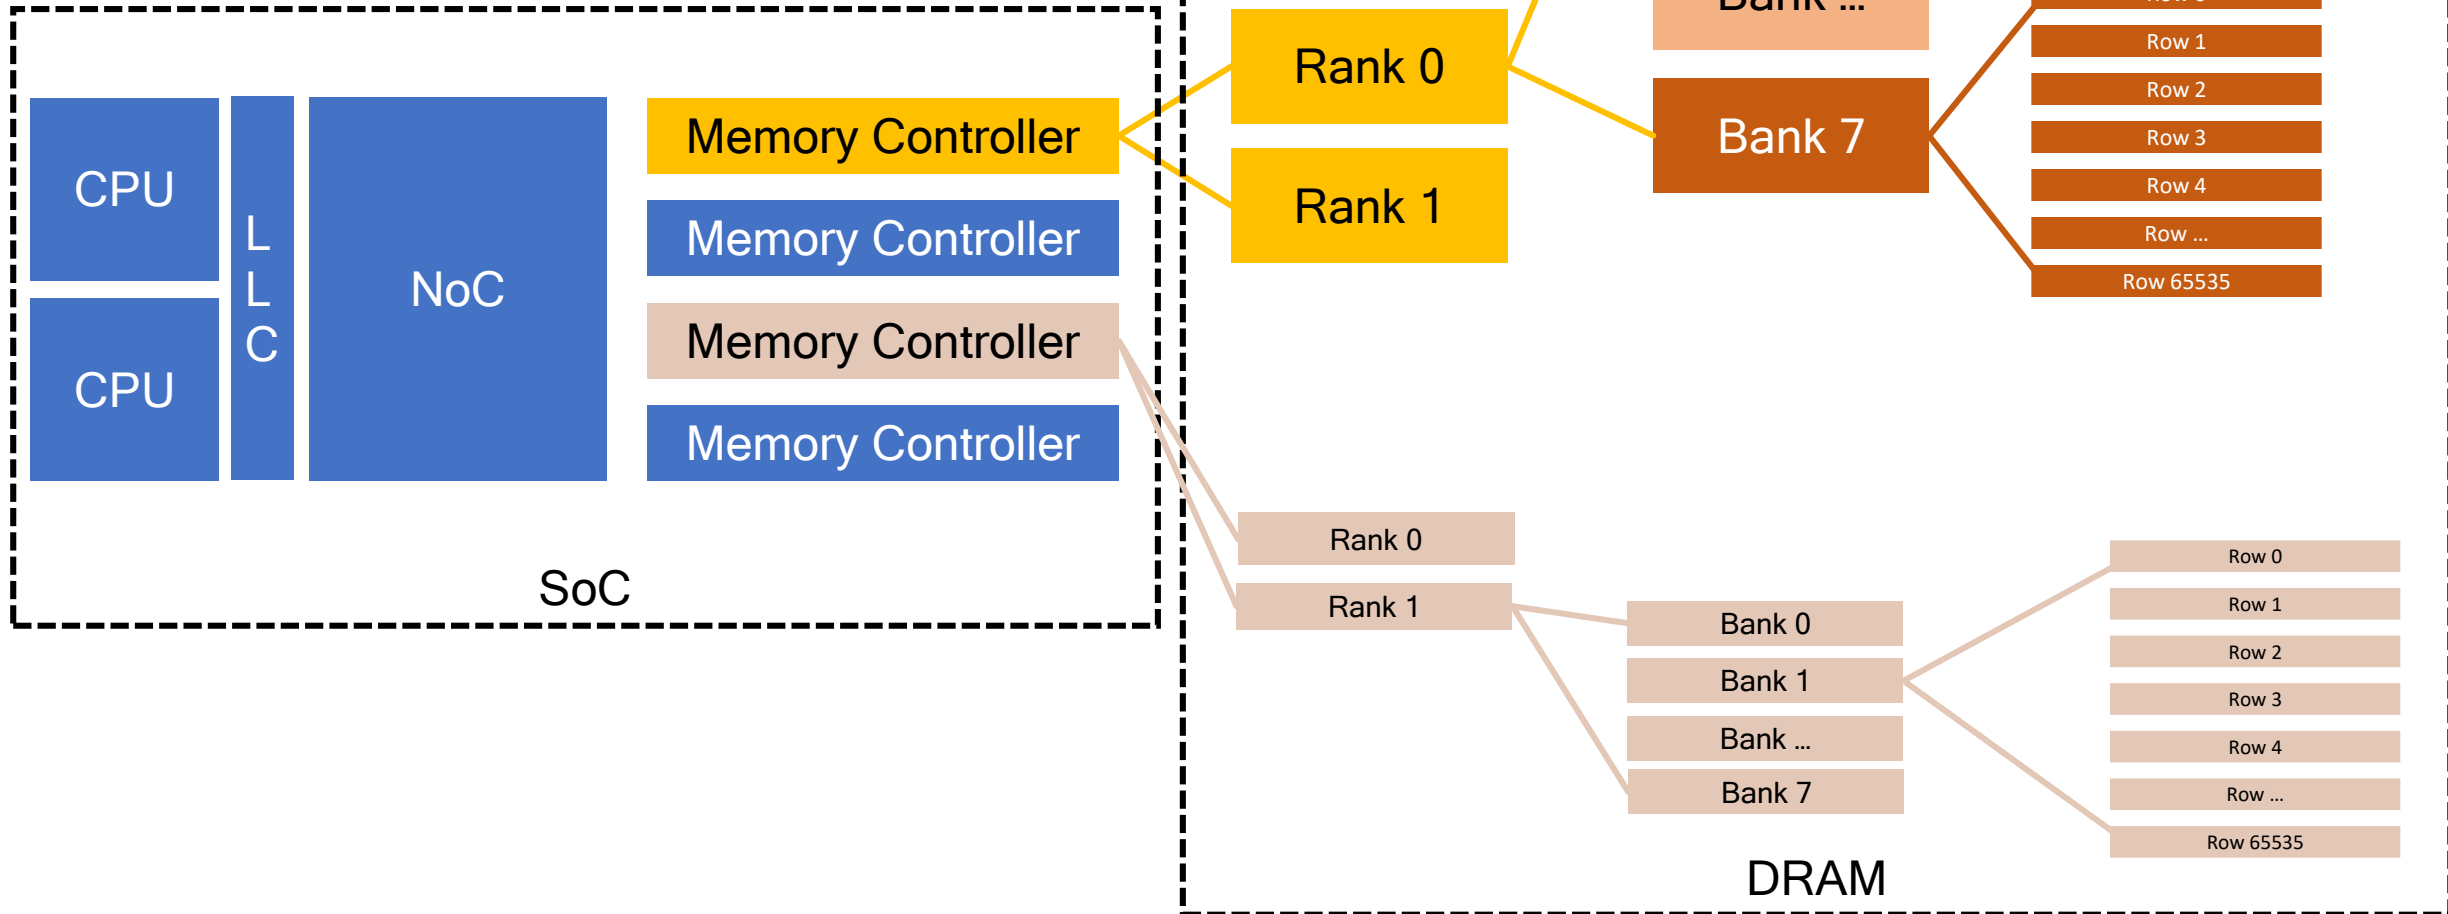 CPU
CPU
L
L
C
NoC
Memory Controller
Memory Controller
Memory Controller
Memory Controller
SoC
Rank 0
Rank 1
Bank ...
Bank 7
Row 1
Row 2
Row 3
Row 4
Row ...
Row 65535
Rank 0
Rank 1
Bank 0
Bank 1
Bank ...
Bank 7
Row 0
Row 1
Row 2
Row 3
Row 4
Row ...
Row 65535
DRAM